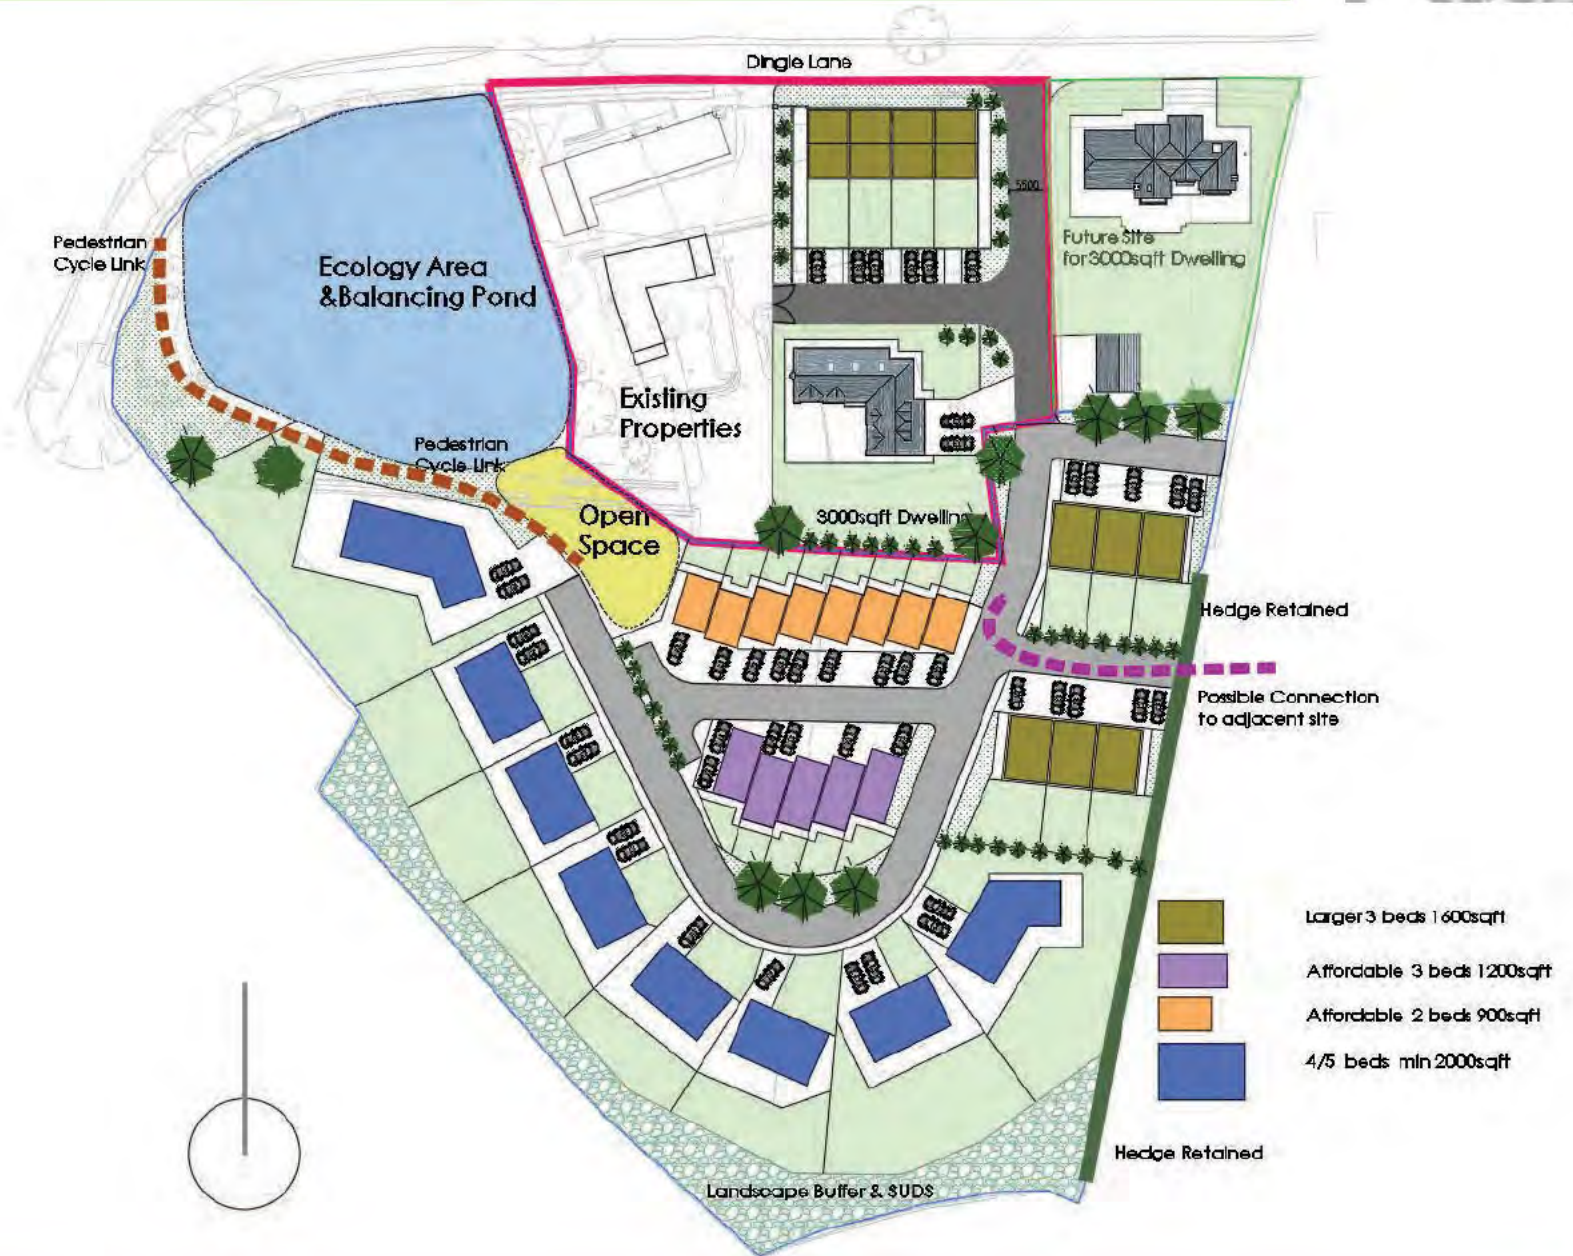 Dingle Lane
Pedestrian
Cycle Link
Ecology Area
&Balancing Pond
5500
Future Site
for3000sqft Dwelling
Existing
Properties
Pedestrian
Cycle Link
Open
Space
3000sqft Dwelling
Hedge Retained
Possible Connection
to adjacent site
Larger 3 beds 1600sqft
Affordable 3 beds 1200sqft
Affordable 2 beds 900sqft
4/5 beds min 2000sqft
Hedge Retained
Landscape Buffer & SUDS